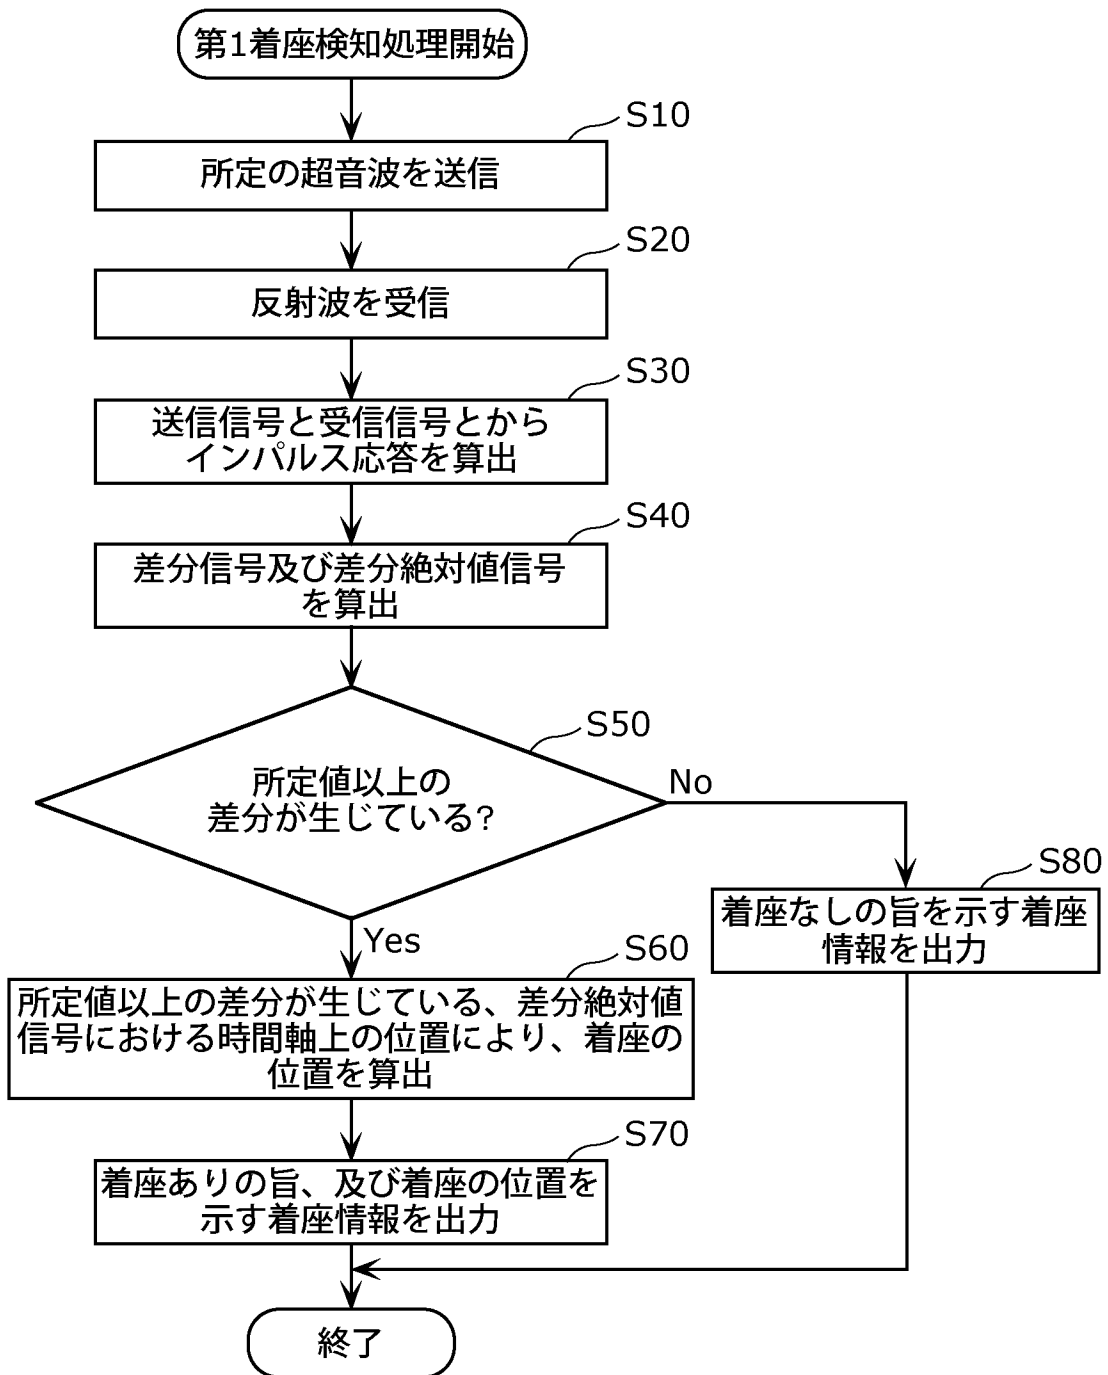 第1着座検知処理開始
S10
所定の超音波を送信
S20
反射波を受信
S30
送信信号と受信信号とから
インパルス応答を算出
S40
差分信号及び差分絶対値信号
を算出
S50
所定値以上の
差分が生じている?
No
S80
着座なしの旨を示す着座
情報を出力
Yes
S60
所定値以上の差分が生じている、差分絶対値
信号における時間軸上の位置により、着座の
位置を算出
S70
着座ありの旨、及び着座の位置を
示す着座情報を出力
終了